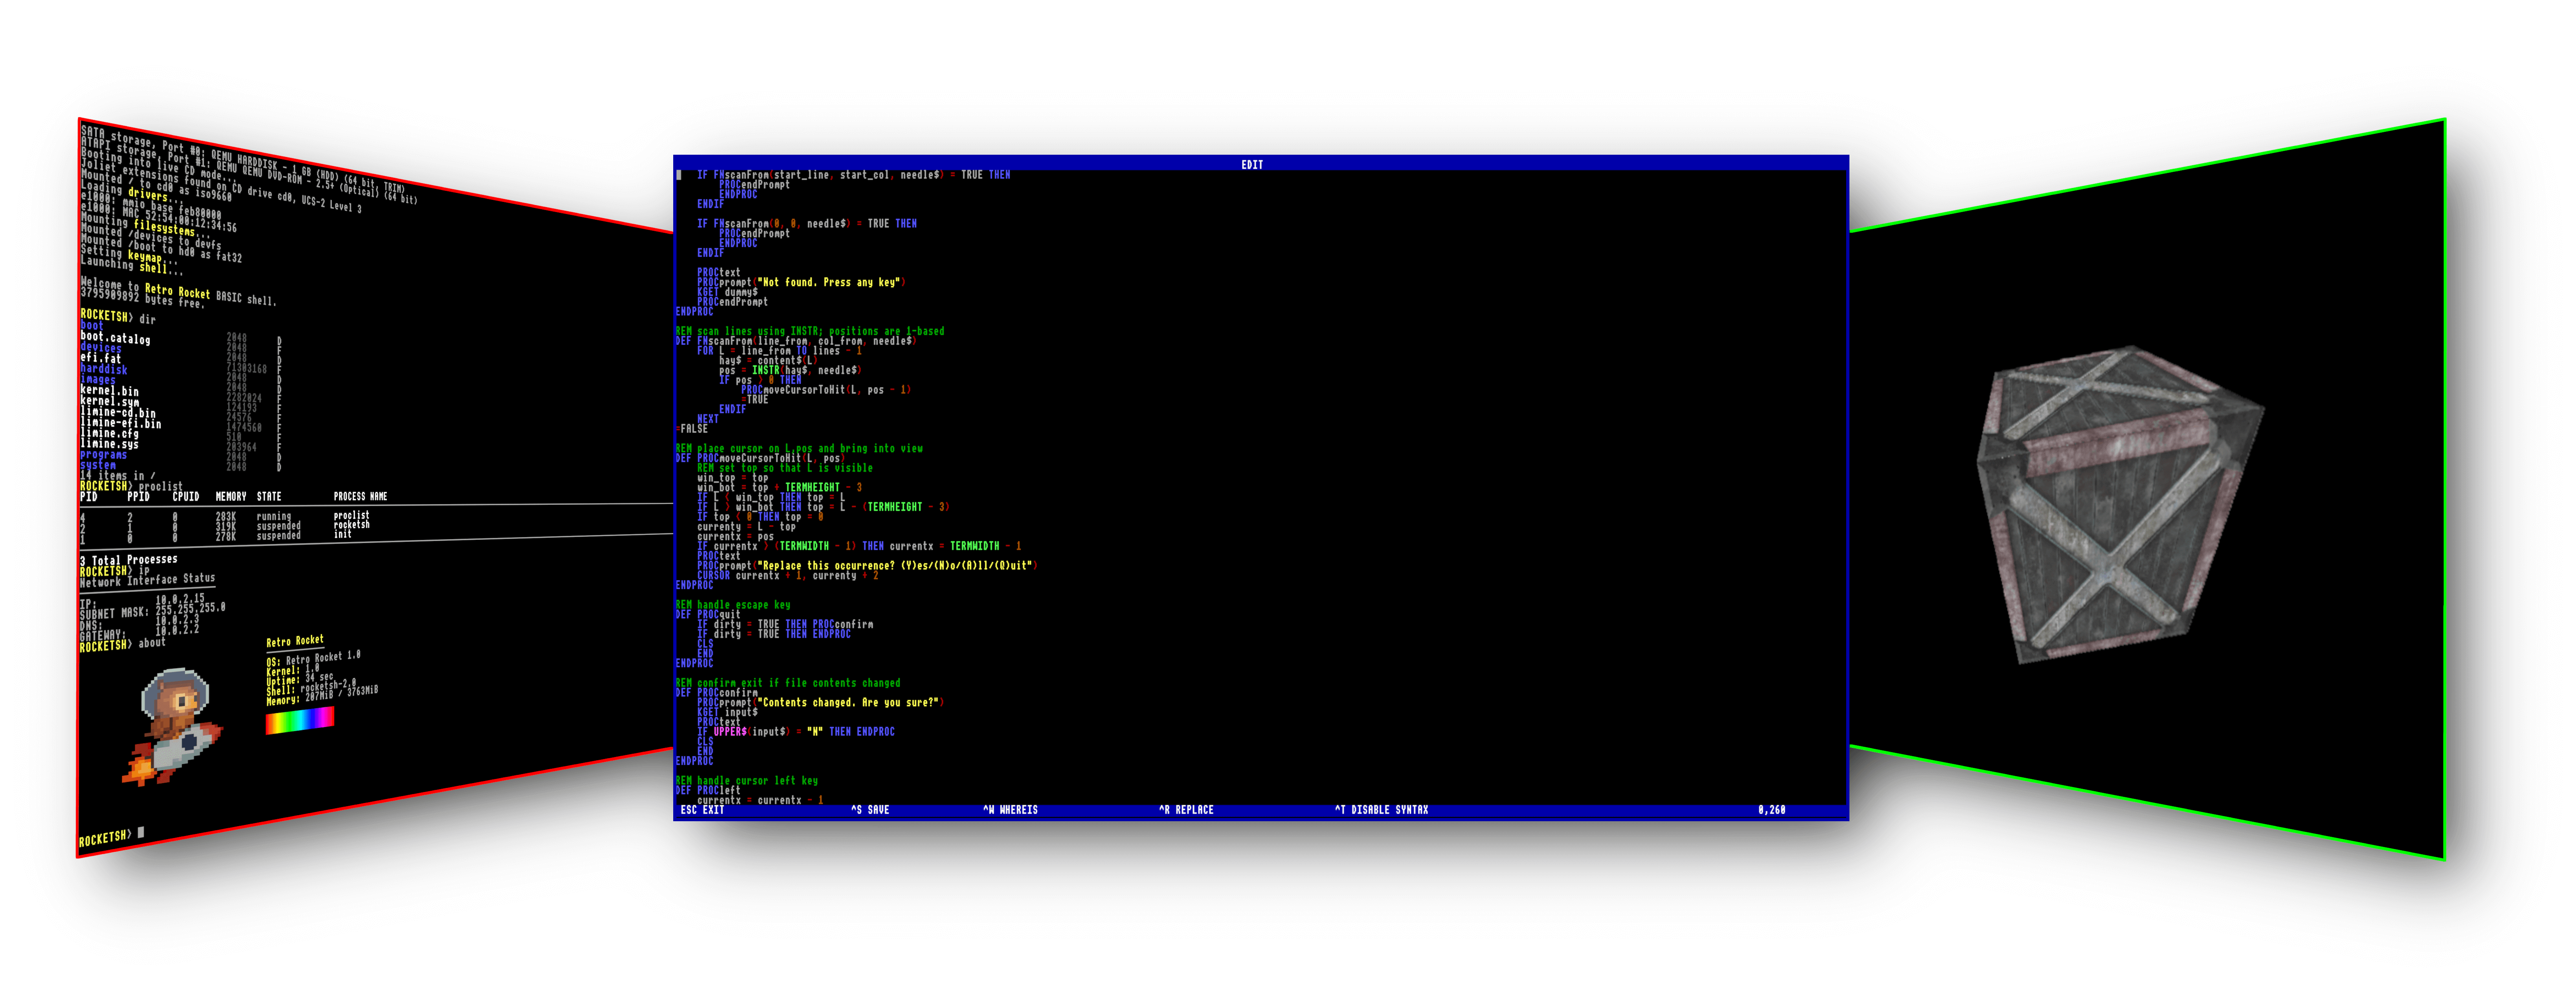 SATA storage, Port #0: QEMU HARDDISK - 1 GB (HDD) (64 bit, TRIM)
ATAPI storage, Port #1: QEMU QEMU DVD-ROM - 2.5+ (Optical) (64 bit)
Booting into live CD mode...
Joliet extensions found on CD drive cd0, UCS-2 Level 3
Mounted / to cd0 as iso9660
Loading drivers...
e1000: mmio base feb80000
e1000: MAC 52:54:00:12:34:56
Mounting filesystems...
Mounted /devices to devfs
Mounted /boot to hd0 as fat32
Setting keymap...
Launching shell...
Welcome to Retro Rocket BASIC shell.
3795909892 bytes free.
ROCKETSH> dir
boot 2048 D
boot.catalog 2048 F
devices 2048 D
efi.fat 71303168 F
harddisk 2048 D
images 2048 D
kernel.bin 2282024 F
kernel.sym 124193 F
limine-cd.bin 24576 F
limine-efi.bin 1474560 F
limine.cfg 510 F
limine.sys 203964 F
programs 2048 D
system 2048 D
14 items in /
ROCKETSH> proclist
PID PPID CPUID MEMORY STATE PROCESS NAME
4 2 0 283K running proclist
2 1 0 319K suspended rocketsh
1 0 0 278K suspended init
3 Total Processes
ROCKETSH> ip
Network Interface Status
IP: 10.0.2.15
SUBNET MASK: 255.255.255.0
DNS: 10.0.2.3
GATEWAY: 10.0.2.2
ROCKETSH> about
Retro Rocket
OS: Retro Rocket 1.0
Kernel: 1.0
Uptime: 34 sec
Shell: rocketsh-2.0
Memory: 207MiB / 3763MiB
ROCKETSH>
EDIT
IF FNscanFrom(start_line, start_col, needle$) = TRUE THEN
PROCendPrompt
ENDPROC
ENDIF
IF FNscanFrom(0, 0, needle$) = TRUE THEN
PROCendPrompt
ENDPROC
ENDIF
PROCtext
PROCprompt("Not found. Press any key")
KGET dummy$
PROCendPrompt
ENDPROC
REM scan lines using INSTR; positions are 1-based
DEF FNscanFrom(line_from, col_from, needle$)
FOR L = line_from TO lines - 1
hay$ = content$(L)
pos = INSTR(hay$, needle$)
IF pos > 0 THEN
PROCmoveCursorToHit(L, pos - 1)
=TRUE
ENDIF
NEXT
=FALSE
REM place cursor on L,pos and bring into view
DEF PROCmoveCursorToHit(L, pos)
REM set top so that L is visible
win_top = top
win_bot = top + TERMHEIGHT - 3
IF L < win_top THEN top = L
IF L > win_bot THEN top = L - (TERMHEIGHT - 3)
IF top < 0 THEN top = 0
currenty = L - top
currentx = pos
IF currentx > (TERMWIDTH - 1) THEN currentx = TERMWIDTH - 1
PROCtext
PROCprompt("Replace this occurrence? (Y)es/(N)o/(A)ll/(Q)uit")
CURSOR currentx + 1, currenty + 2
ENDPROC
REM handle escape key
DEF PROCquit
IF dirty = TRUE THEN PROCconfirm
IF dirty = TRUE THEN ENDPROC
CLS
END
ENDPROC
REM confirm exit if file contents changed
DEF PROCconfirm
PROCprompt("Contents changed. Are you sure?")
KGET input$
PROCtext
IF UPPER$(input$) = "N" THEN ENDPROC
CLS
END
ENDPROC
REM handle cursor left key
DEF PROCleft
currentx = currentx - 1
ESC EXIT ^S SAVE ^W WHEREIS ^R REPLACE ^T DISABLE SYNTAX 0,260